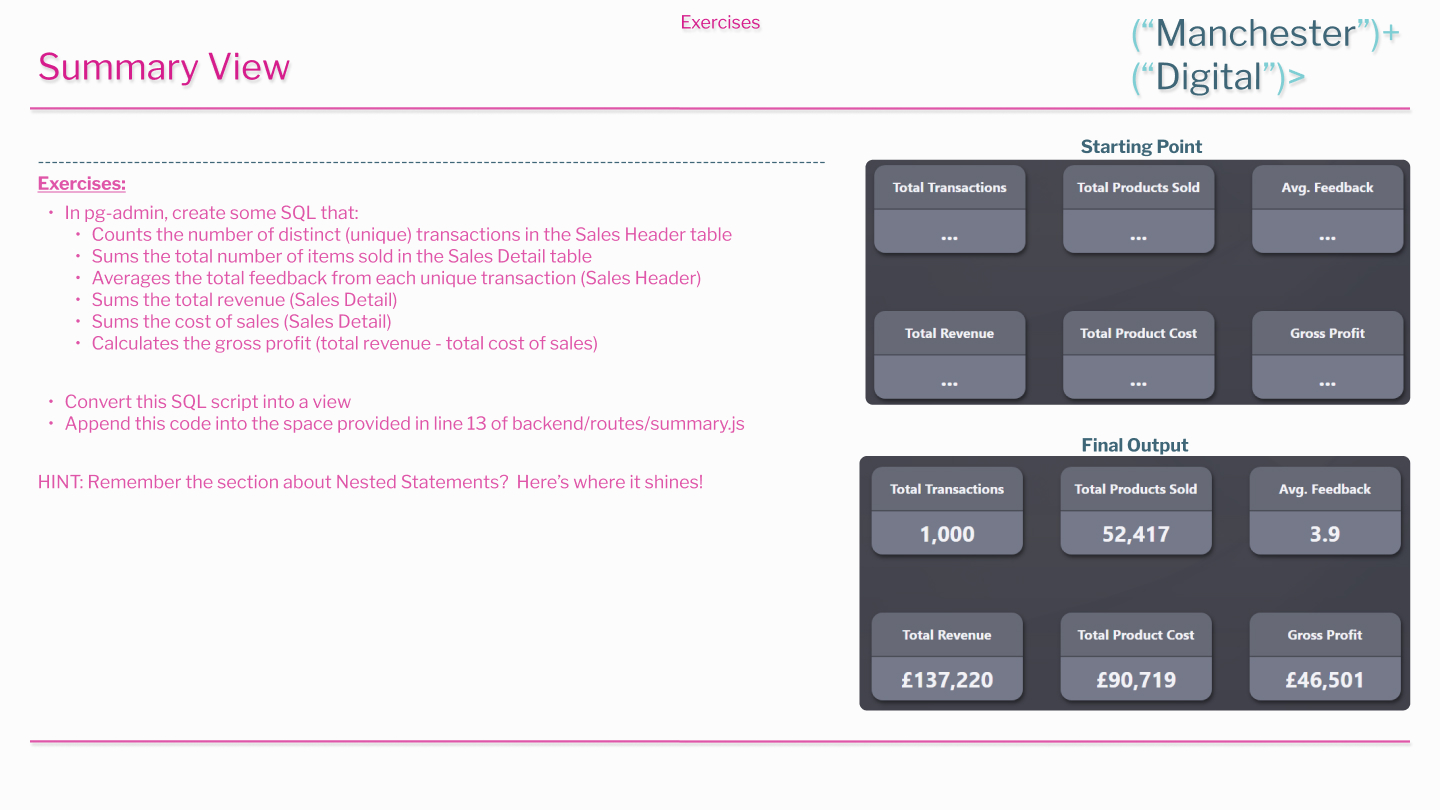 Exercises
Summary View
(“Manchester”)+
(“Digital”)>
--------------------------------------------------------------------------------------------------------------------
Exercises:
• In pg-admin, create some SQL that:
• Counts the number of distinct (unique) transactions in the Sales Header table
• Sums the total number of items sold in the Sales Detail table
• Averages the total feedback from each unique transaction (Sales Header)
• Sums the total revenue (Sales Detail)
• Sums the cost of sales (Sales Detail)
• Calculates the gross profit (total revenue - total cost of sales)
• Convert this SQL script into a view
• Append this code into the space provided in line 13 of backend/routes/summary.js
HINT: Remember the section about Nested Statements?  Here’s where it shines!
Starting Point
Total Transactions
...
Total Products Sold
...
Avg. Feedback
...
Total Revenue
...
Total Product Cost
...
Gross Profit
...
Final Output
Total Transactions
1,000
Total Products Sold
52,417
Avg. Feedback
3.9
Total Revenue
£137,220
Total Product Cost
£90,719
Gross Profit
£46,501